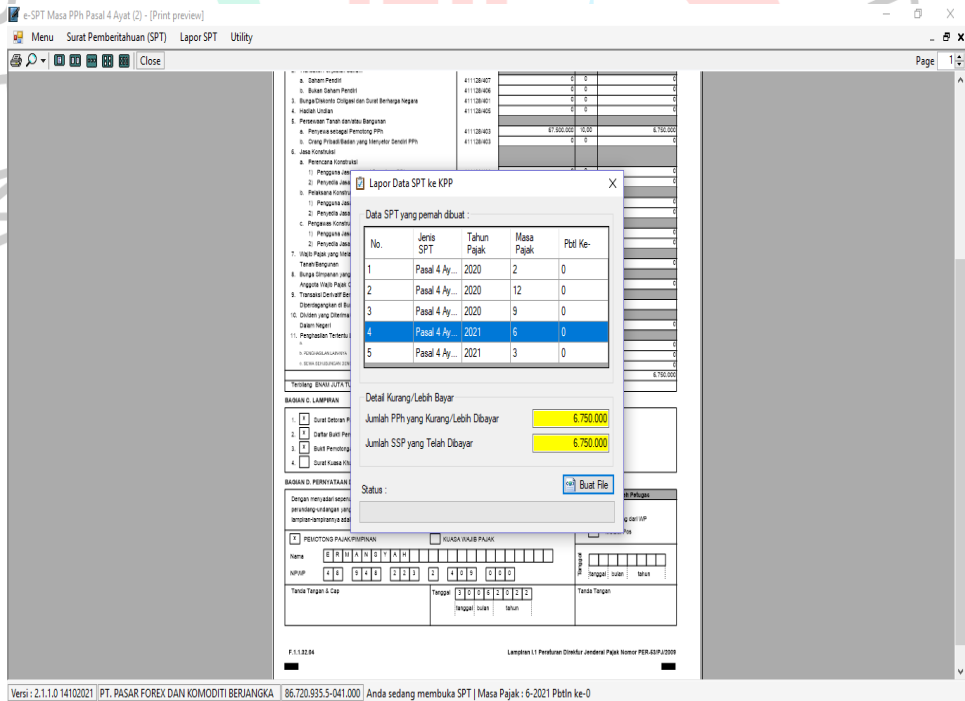 e-SPT Masa PPh Pasal 4 Ayat (2) - [Print preview]
Menu Surat Pemberitahuan (SPT) Lapor SPT Utility
Close
Page 1
a. Saham Pendiri 411128/407 0 0 0
b. Bukan Saham Pendiri 411128/406 0 0 0
3. Bunga/Diskonto Obligasi dan Surat Berharga Negara 411128/401 0 0 0
4. Hadiah Undian 411128/405 0 0 0
5. Persewaan Tanah dan/atau Bangunan
a. Penyewa sebagai Pemotong PPh 411128/403 67.500.000 10,00 6.750.000
b. Orang Pribadi/Badan yang Menyetor Sendiri PPh 411128/403 0 0 0
6. Jasa Konstruksi
a. Perencana Konstruksi
1) Pengguna Jasa
2) Penyedia Jasa
b. Pelaksana Konstru
1) Pengguna Jasa
2) Penyedia Jasa
c. Pengawas Konstru
1) Pengguna Jasa
2) Penyedia Jasa
7. Wajib Pajak yang Mela
Tanah/Bangunan
8. Bunga Simpanan yang
Anggota Wajib Pajak O
9. Transaksi Derivatif Ber
Diperdagangkan di Bu
10. Dividen yang Diterima
Dalam Negeri
11. Penghasilan Tertentu
6.750.000
Terbilang ENAM JUTA TU
BAGIAN C. LAMPIRAN
1. X Surat Setoran P
2. X Daftar Bukti Pem
3. X Bukti Pemotong
4. Surat Kuasa Kh
BAGIAN D. PERNYATAAN
Dengan menyadari sepenu
perundang-undangan yang
lampiran-lampirannya adal
Lapor Data SPT ke KPP
Data SPT yang pernah dibuat :
No. Jenis SPT Tahun Pajak Masa Pajak Pbtl Ke-
1 Pasal 4 Ay... 2020 2 0
2 Pasal 4 Ay... 2020 12 0
3 Pasal 4 Ay... 2020 9 0
4 Pasal 4 Ay... 2021 6 0
5 Pasal 4 Ay... 2021 3 0
Detail Kurang/Lebih Bayar
Jumlah PPh yang Kurang/Lebih Dibayar 6.750.000
Jumlah SSP yang Telah Dibayar 6.750.000
Status : Buat File
Petugas
dari WP
Pos
X PEMOTONG PAJAK/PIMPINAN KUASA WAJIB PAJAK
Nama E R M A N S Y A H
NPWP 4 8 9 4 8 2 2 3 2 4 0 9 0 0 0
Tanggal
tanggal bulan tahun
Tanda Tangan & Cap Tanggal 3 0 0 6 2 0 2 2 Tanda Tangan
tanggal bulan tahun
F.1.1.32.04 Lampiran I.1 Peraturan Direktur Jenderal Pajak Nomor PER-53/PJ/2009
Versi : 2.1.1.0 14102021 PT. PASAR FOREX DAN KOMODITI BERJANGKA 86.720.935.5-041.000 Anda sedang membuka SPT | Masa Pajak : 6-2021 Pbtln ke-0